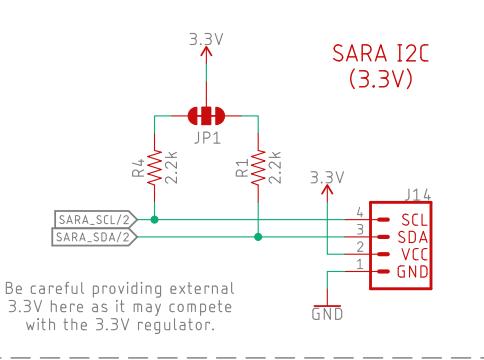 3.3V
SARA I2C
(3.3V)
JP1
R4
2.2k
R1
2.2k
3.3V
J14
SARA_SCL/2
4
SCL
SARA_SDA/2
3
SDA
2
VCC
1
GND
GND
Be careful providing external
3.3V here as it may compete
with the 3.3V regulator.